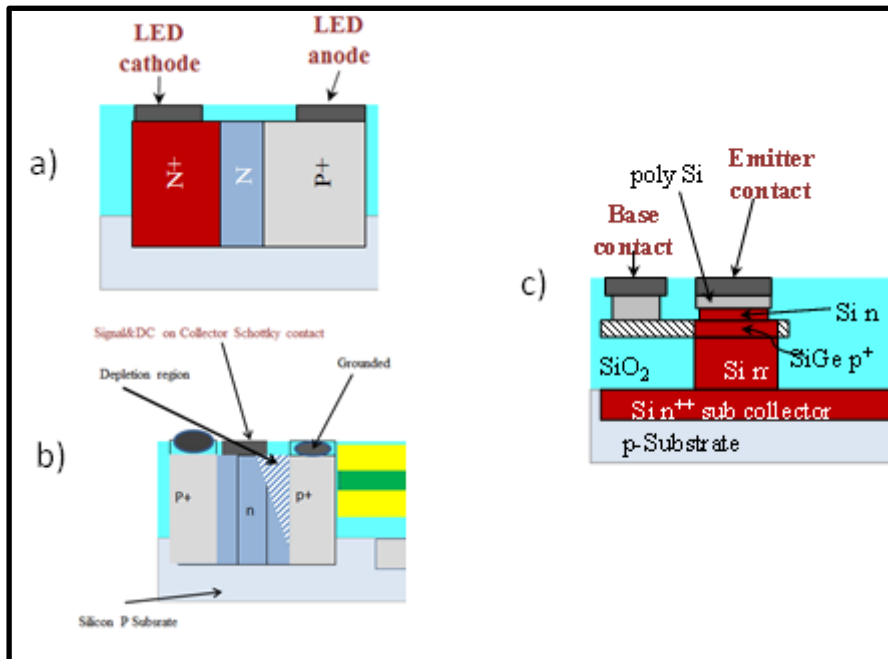 LED
cathode
LED
anode
a)
N+
N
P+
Signal&DC on Collector Schottky contact
Depletion region
Grounded
b)
P+
n
p+
Silicon P Subsrate
Emitter
contact
poly Si
Base
contact
c)
Si n
SiGe p+
SiO2
Si n-
Si n++ sub collector
p-Substrate